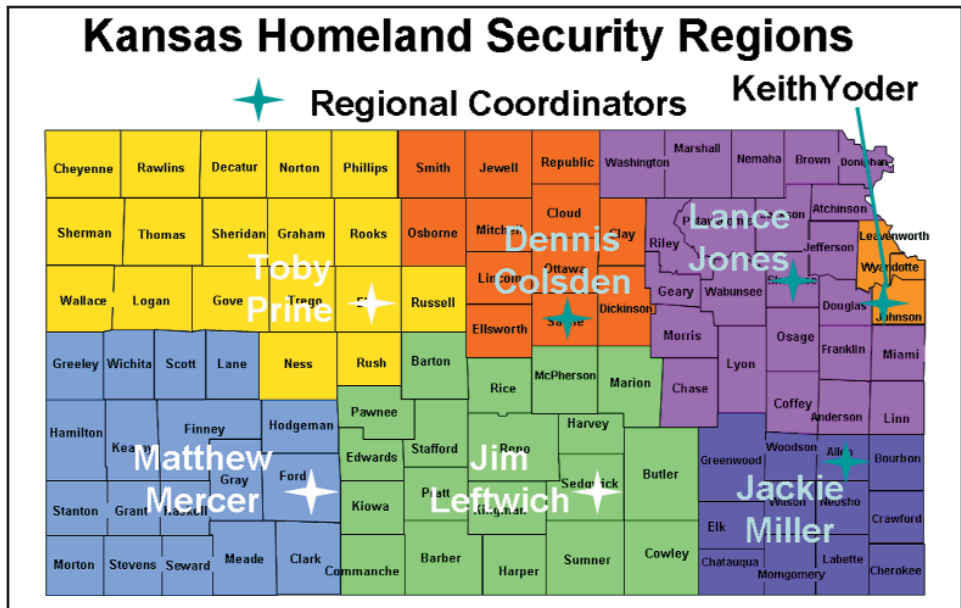 Kansas Homeland Security Regions
Regional Coordinators
KeithYoder
Cheyenne Rawlins Decatur Norton Phillips Smith Jewell Republic Washington Marshall Nemaha Brown Doniphan
Sherman Thomas Sheridan Graham Rooks Osborne Mitchell Cloud Clay Riley Atchinson
Jefferson Leavenworth
Wyandotte
Toby
Prine
Dennis
Colsden
Lance
Jones
Wallace Logan Gove Trego Russell Lincoln Ottawa Dickinson Geary Wabunsee Douglas Johnson
Ellsworth Morris Osage Franklin Miami
Greeley Wichita Scott Lane Ness Rush Barton Rice McPherson Marion Chase Lyon Coffey Anderson Linn
Hamilton Finney Hodgeman Pawnee Stafford Reno Harvey
Edwards Sedgwick Butler Greenwood Woodson Allen Bourbon
Matthew
Mercer
Jim
Leftwich
Jackie
Miller
Gray Ford Kiowa Pratt Kingman Elk Wilson Neosho Crawford
Stanton Grant
Morton Stevens Seward Meade Clark Commanche Barber Harper Sumner Cowley Chatauqua Momgomery Labette Cherokee